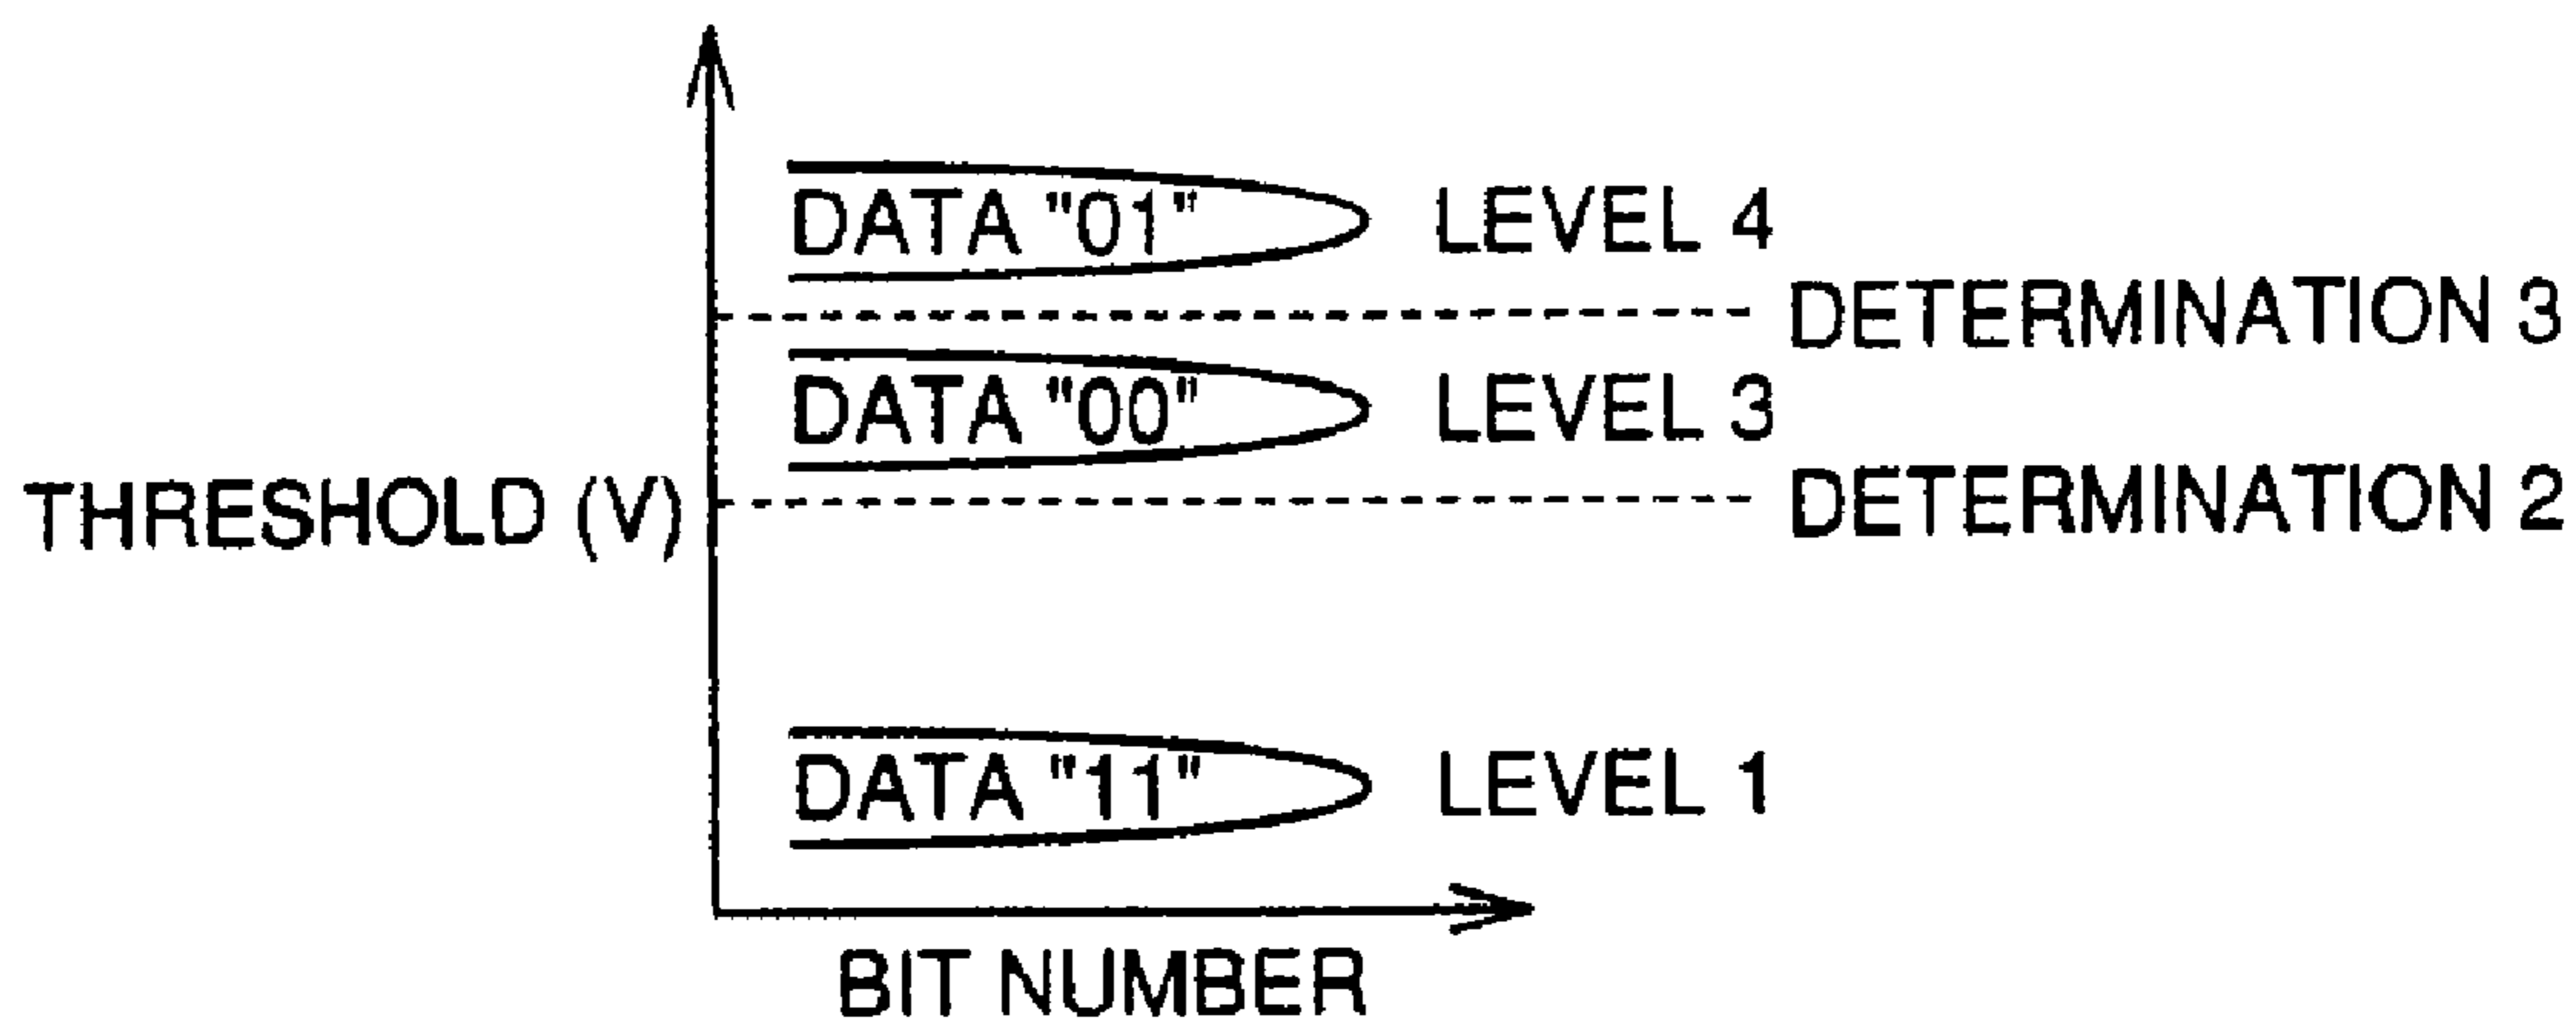 DATA "01" LEVEL 4
DETERMINATION 3
DATA "00" LEVEL 3
THRESHOLD (V)
DETERMINATION 2
DATA "11" LEVEL 1
BIT NUMBER